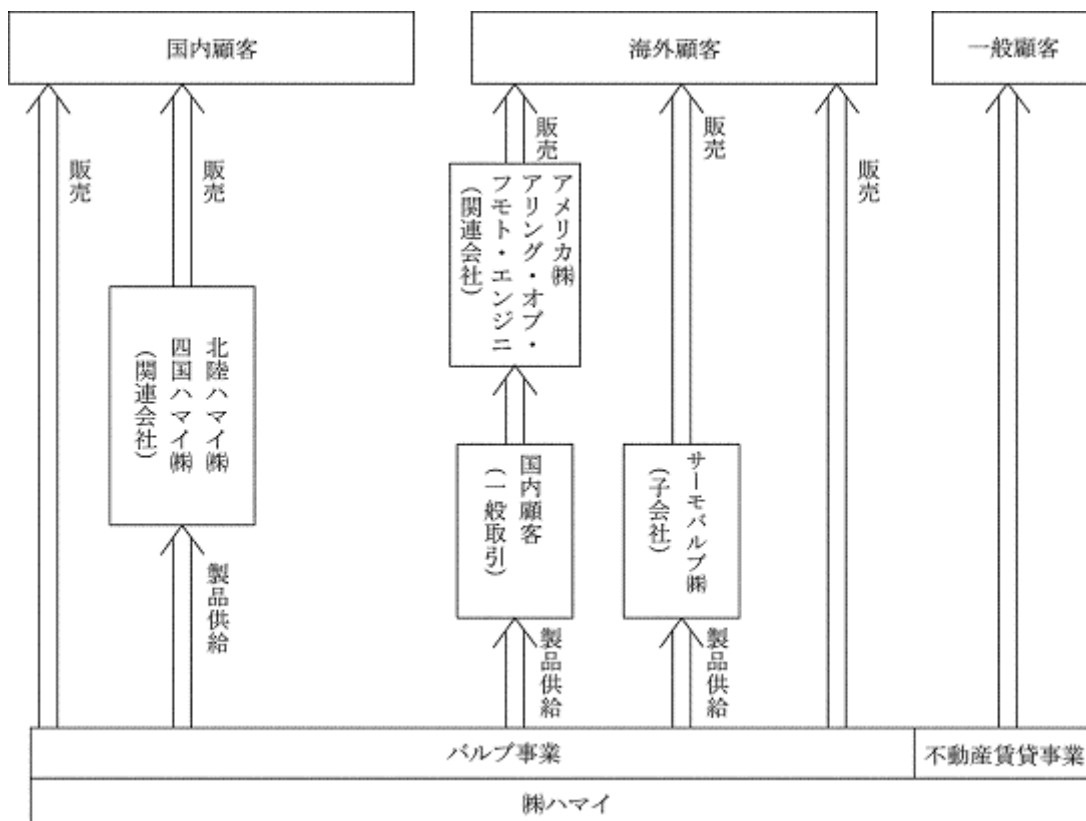 国内顧客
海外顧客
一般顧客
販売
販売
販売
販売
販売
アメリカ㈱
アリング・オブ・
フモト・エンジニ
(関連会社)
北陸ハマイ㈱
四国ハマイ㈱
(関連会社)
国内顧客
(一般取引)
サーモバルブ㈱
(子会社)
製品供給
製品供給
製品供給
バルブ事業
不動産賃貸事業
㈱ハマイ